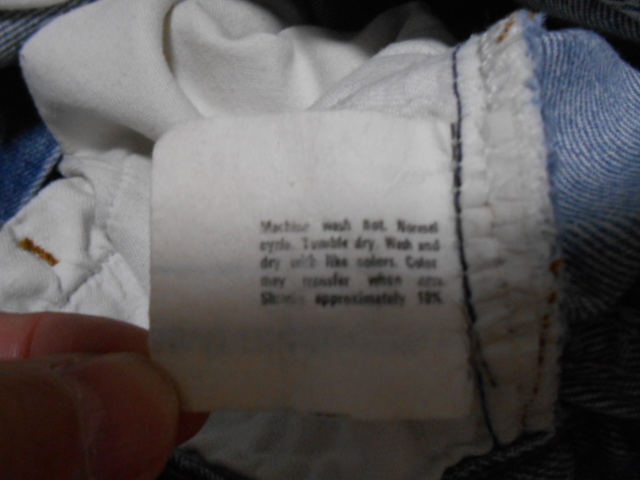 Machine wash hot. Normal
cycle. Tumble dry. Wash and
dry with like colors. Color
may transfer when new.
Shrinks approximately 10%.